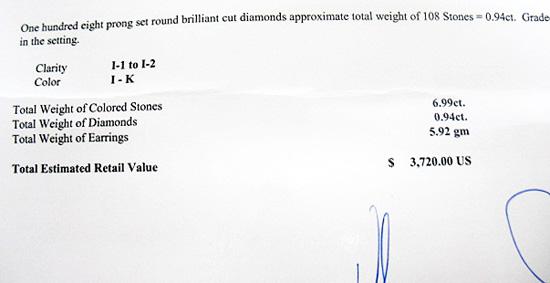 One hundred eight prong set round brilliant cut diamonds approximate total weight of 108 Stones = 0.94ct. Grade
in the setting.
Clarity I-1 to I-2
Color I - K
Total Weight of Colored Stones 6.99ct.
Total Weight of Diamonds 0.94ct.
Total Weight of Earrings 5.92 gm
Total Estimated Retail Value $ 3,720.00 US